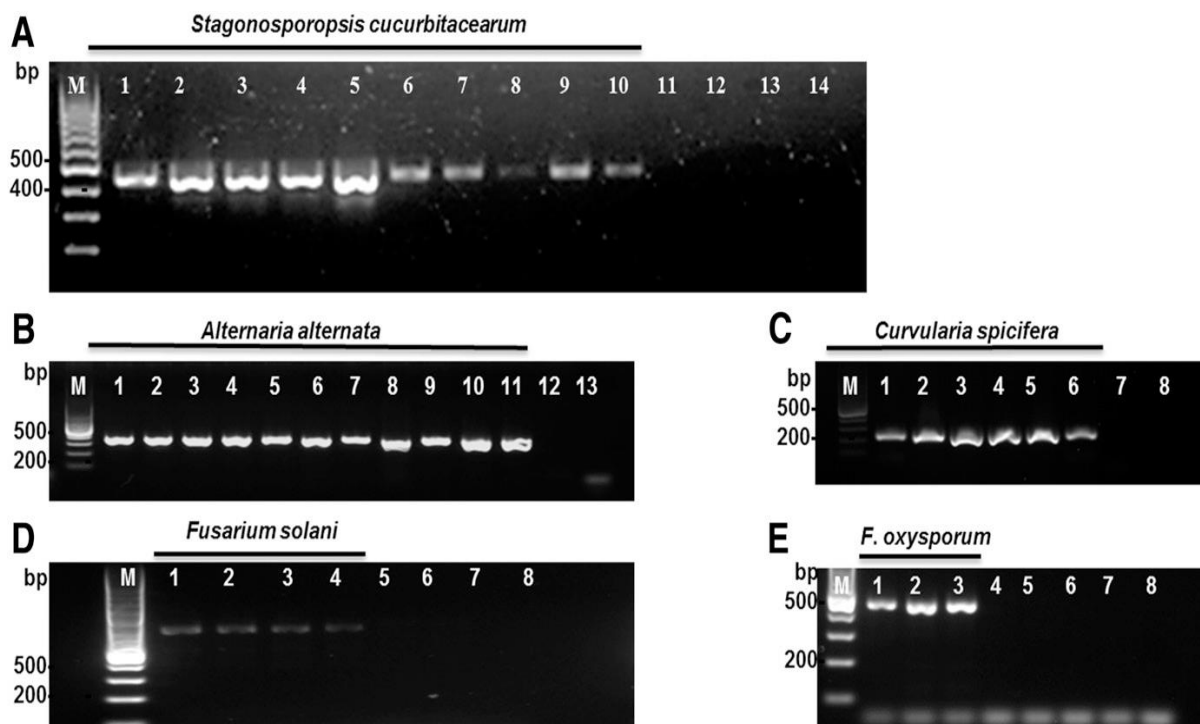 A
Stagonosporopsis cucurbitacearum
bp
M 1 2 3 4 5 6 7 8 9 10 11 12 13 14
500
400
B
Alternaria alternata
bp
M 1 2 3 4 5 6 7 8 9 10 11 12 13
500
200
C
Curvularia spicifera
bp
M 1 2 3 4 5 6 7 8
500
200
D
Fusarium solani
bp
M 1 2 3 4 5 6 7 8
500
200
E
F. oxysporum
bp
M 1 2 3 4 5 6 7 8
500
200